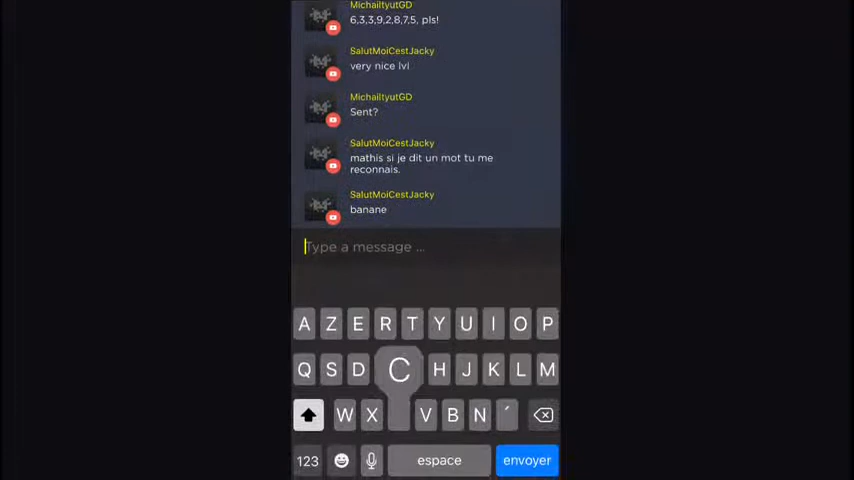 MichailtyutGD
6,3,3,9,2,8,7,5, pls!
SalutMoiCestJacky
very nice lvl
MichailtyutGD
Sent?
SalutMoiCestJacky
mathis si je dit un mot tu me
reconnais.
SalutMoiCestJacky
banane
Type a message ...
A Z E R T Y U I O P
Q S D C H J K L M
W X V B N ´
123 espace envoyer